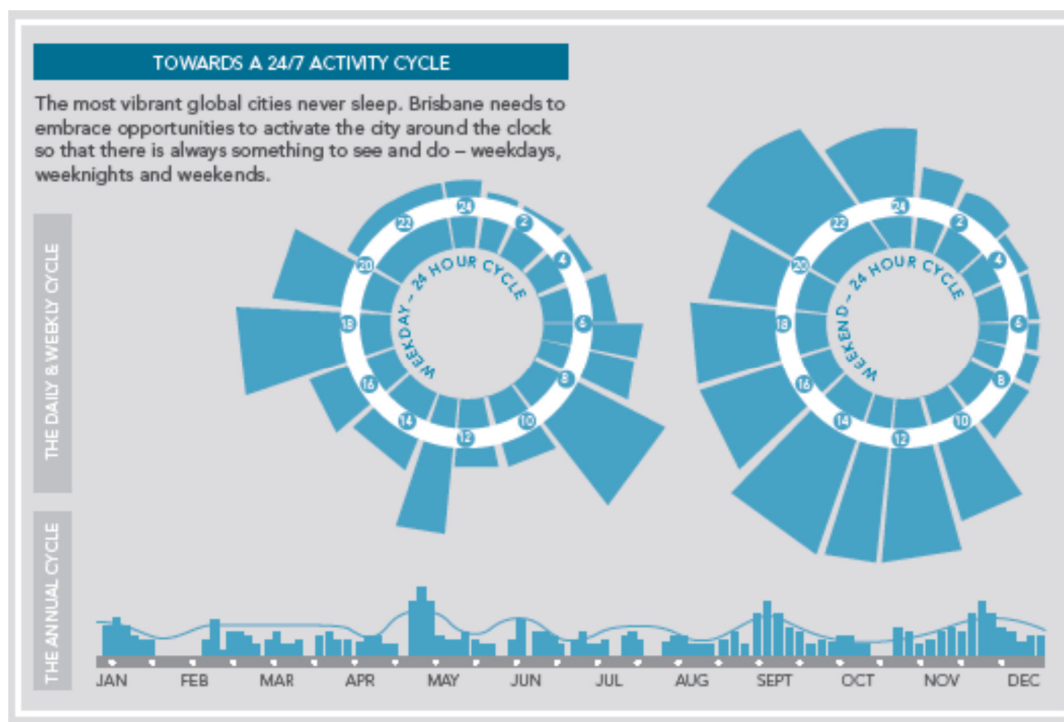 TOWARDS A 24/7 ACTIVITY CYCLE
The most vibrant global cities never sleep. Brisbane needs to
embrace opportunities to activate the city around the clock
so that there is always something to see and do – weekdays,
weeknights and weekends.
THE DAILY & WEEKLY CYCLE
WEEKDAY – 24 HOUR CYCLE
24
2
4
6
8
10
12
14
16
18
20
22
WEEKEND – 24 HOUR CYCLE
24
2
4
6
8
10
12
14
16
18
20
22
THE ANNUAL CYCLE
JAN FEB MAR APR MAY JUN JUL AUG SEPT OCT NOV DEC